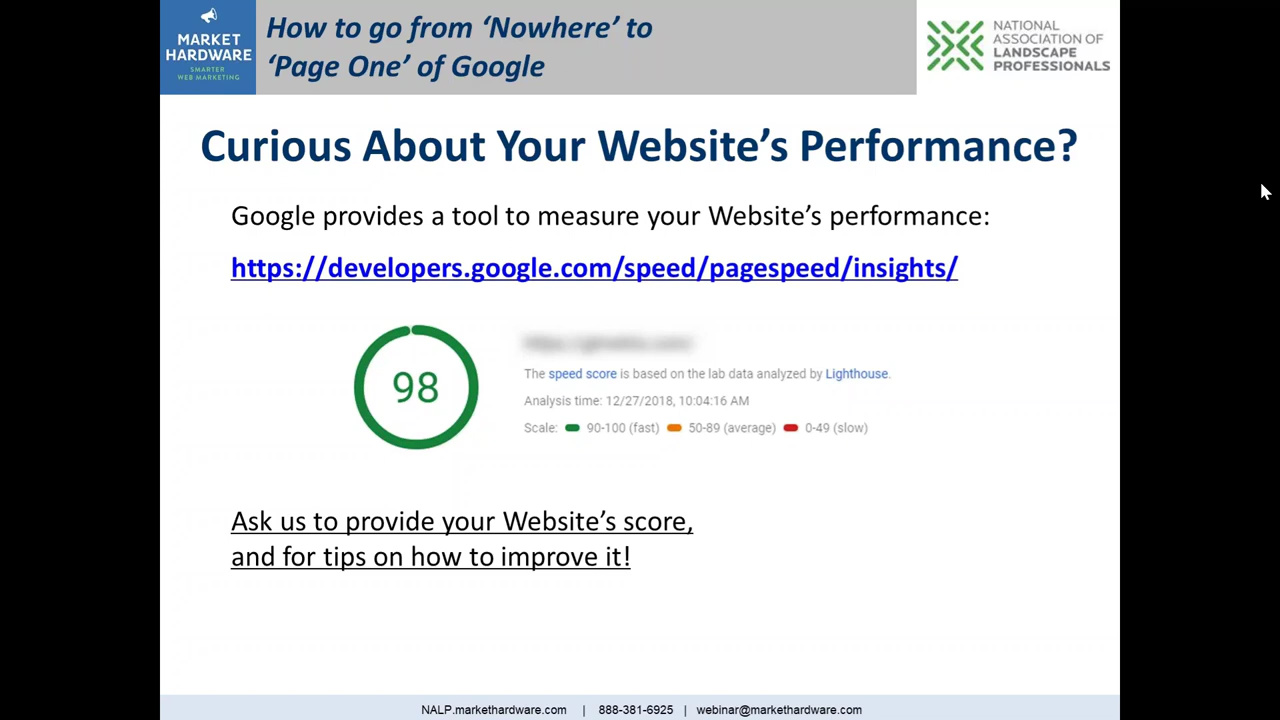 MARKET
HARDWARE
SMARTER
WEB MARKETING
How to go from ‘Nowhere’ to
‘Page One’ of Google
NATIONAL
ASSOCIATION OF
LANDSCAPE
PROFESSIONALS
Curious About Your Website’s Performance?
Google provides a tool to measure your Website’s performance:
https://developers.google.com/speed/pagespeed/insights/
98
The speed score is based on the lab data analyzed by Lighthouse.
Analysis time: 12/27/2018, 10:04:16 AM
Scale: 90-100 (fast) 50-89 (average) 0-49 (slow)
Ask us to provide your Website’s score,
and for tips on how to improve it!
NALP.markethardware.com | 888-381-6925 | webinar@markethardware.com